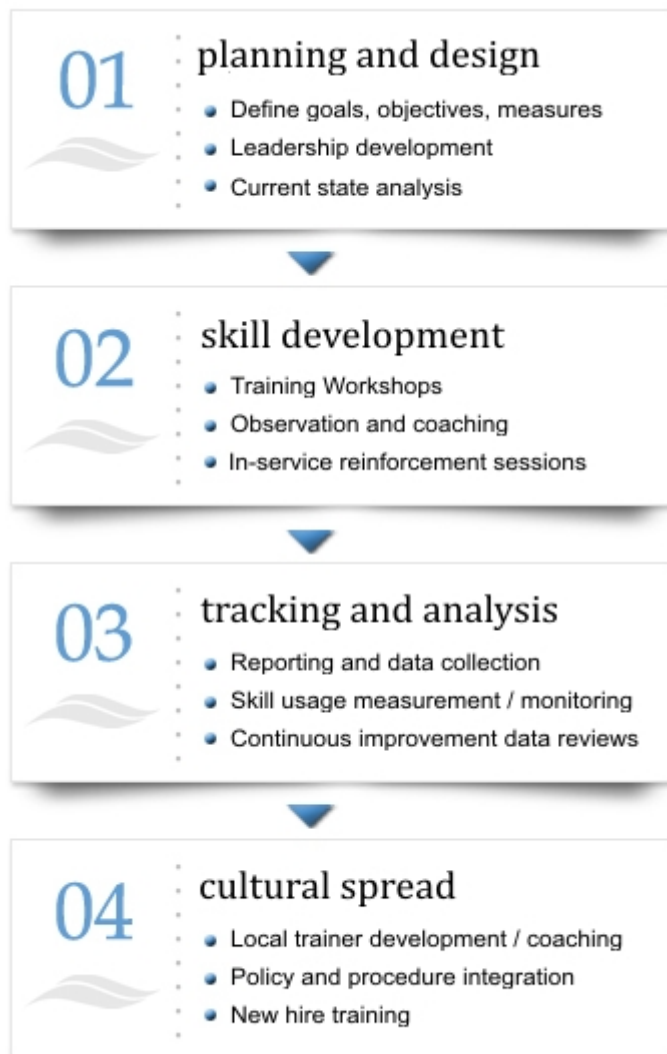 01
planning and design
Define goals, objectives, measures
Leadership development
Current state analysis
02
skill development
Training Workshops
Observation and coaching
In-service reinforcement sessions
03
tracking and analysis
Reporting and data collection
Skill usage measurement / monitoring
Continuous improvement data reviews
04
cultural spread
Local trainer development / coaching
Policy and procedure integration
New hire training